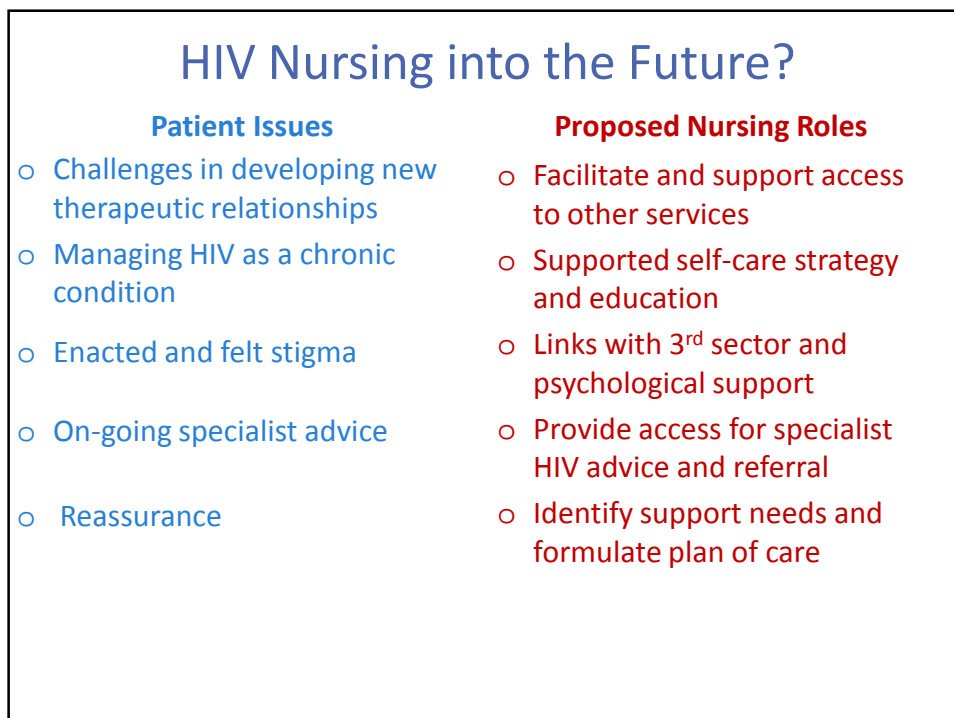 HIV Nursing into the Future?
Patient Issues
o Challenges in developing new
therapeutic relationships
o Managing HIV as a chronic
condition
o Enacted and felt stigma
o On-going specialist advice
o Reassurance
Proposed Nursing Roles
o Facilitate and support access
to other services
o Supported self-care strategy
and education
o Links with 3rd sector and
psychological support
o Provide access for specialist
HIV advice and referral
o Identify support needs and
formulate plan of care